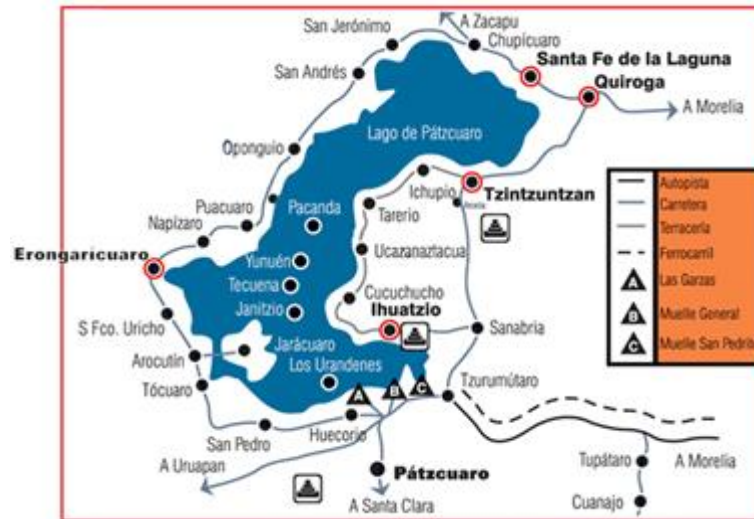 A Zacapu
San Jerónimo
Chupícuaro
Santa Fe de la Laguna
San Andrés
Quiroga
A Morelia
Lago de Pátzcuaro
Oponguio
Ichupio
Tzintzuntzan
Tarerio
Puacuaro
Pacanda
Napízaro
Ucazanaztacua
Erongarícuaro
Yunuén
Tecuena
Cucuchucho
Janitzio
Ihuatzio
S Fco. Uricho
Sanabria
Arocutín
Jarácuaro
Los Urandenes
Tócuaro
A
B
C
Tzurumútaro
San Pedro
Huecorio
A Uruapan
Pátzcuaro
Tupátaro
A Morelia
A Santa Clara
Cuanajo
Autopista
Carretera
Terracería
Ferrocarril
A Las Garzas
B Muelle General
C Muelle San Pedrito